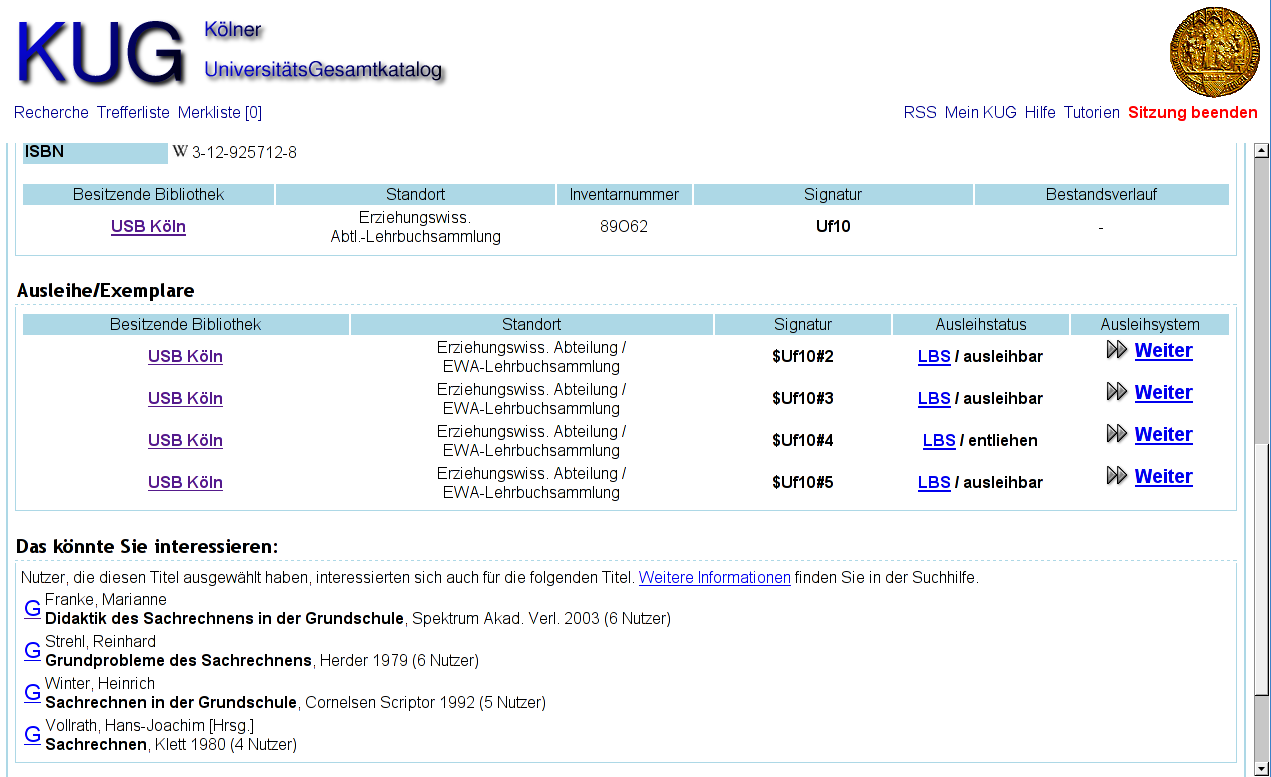 KUG Kölner
UniversitätsGesamtkatalog
Recherche Trefferliste Merkliste [0] RSS Mein KUG Hilfe Tutorien Sitzung beenden
ISBN W 3-12-925712-8
Besitzende Bibliothek Standort Inventarnummer Signatur Bestandsverlauf
USB Köln Erziehungswiss. Abtl.-Lehrbuchsammlung 89O62 Uf10 -
Ausleihe/Exemplare
Besitzende Bibliothek Standort Signatur Ausleihstatus Ausleihsystem
USB Köln Erziehungswiss. Abteilung / EWA-Lehrbuchsammlung $Uf10#2 LBS / ausleihbar Weiter
USB Köln Erziehungswiss. Abteilung / EWA-Lehrbuchsammlung $Uf10#3 LBS / ausleihbar Weiter
USB Köln Erziehungswiss. Abteilung / EWA-Lehrbuchsammlung $Uf10#4 LBS / entliehen Weiter
USB Köln Erziehungswiss. Abteilung / EWA-Lehrbuchsammlung $Uf10#5 LBS / ausleihbar Weiter
Das könnte Sie interessieren:
Nutzer, die diesen Titel ausgewählt haben, interessierten sich auch für die folgenden Titel. Weitere Informationen finden Sie in der Suchhilfe.
G Franke, Marianne
Didaktik des Sachrechnens in der Grundschule, Spektrum Akad. Verl. 2003 (6 Nutzer)
G Strehl, Reinhard
Grundprobleme des Sachrechnens, Herder 1979 (6 Nutzer)
G Winter, Heinrich
Sachrechnen in der Grundschule, Cornelsen Scriptor 1992 (5 Nutzer)
G Vollrath, Hans-Joachim [Hrsg.]
Sachrechnen, Klett 1980 (4 Nutzer)